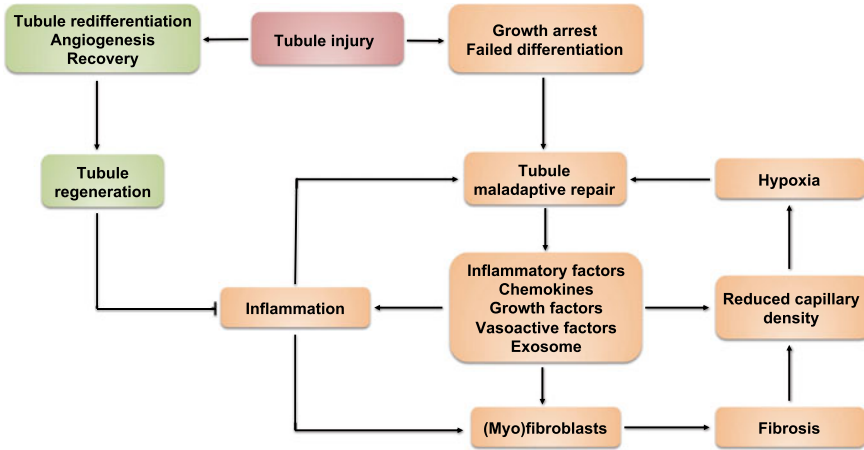 Tubule redifferentiation
Angiogenesis
Recovery
Tubule injury
Growth arrest
Failed differentiation
Tubule
regeneration
Tubule
maladaptive repair
Hypoxia
Inflammation
Inflammatory factors
Chemokines
Growth factors
Vasoactive factors
Exosome
Reduced capillary
density
(Myo)fibroblasts
Fibrosis